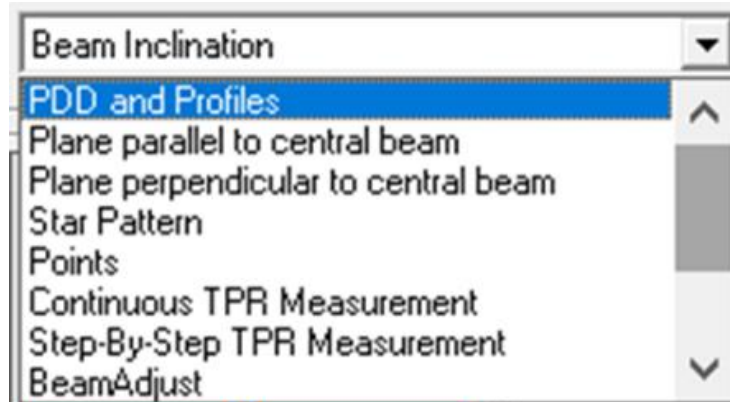 Beam Inclination
PDD and Profiles
Plane parallel to central beam
Plane perpendicular to central beam
Star Pattern
Points
Continuous TPR Measurement
Step-By-Step TPR Measurement
BeamAdjust